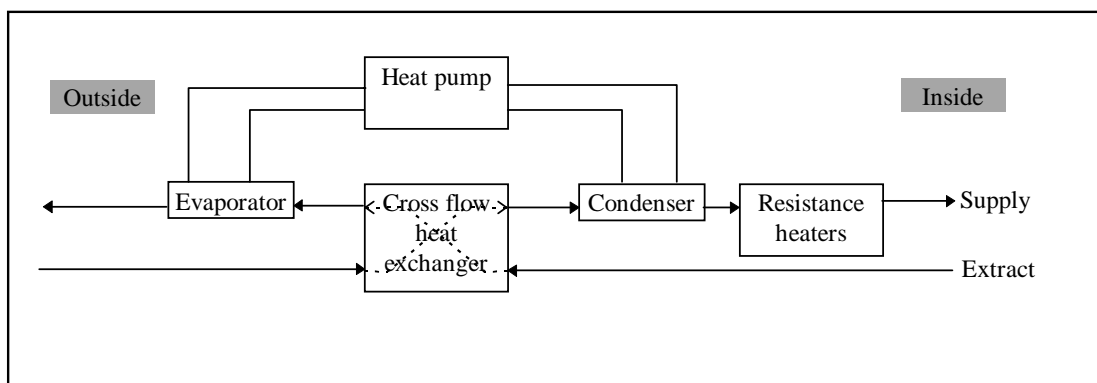 Heat pump
Outside
Inside
Evaporator
Cross flow
heat
exchanger
Condenser
Resistance
heaters
Supply
Extract